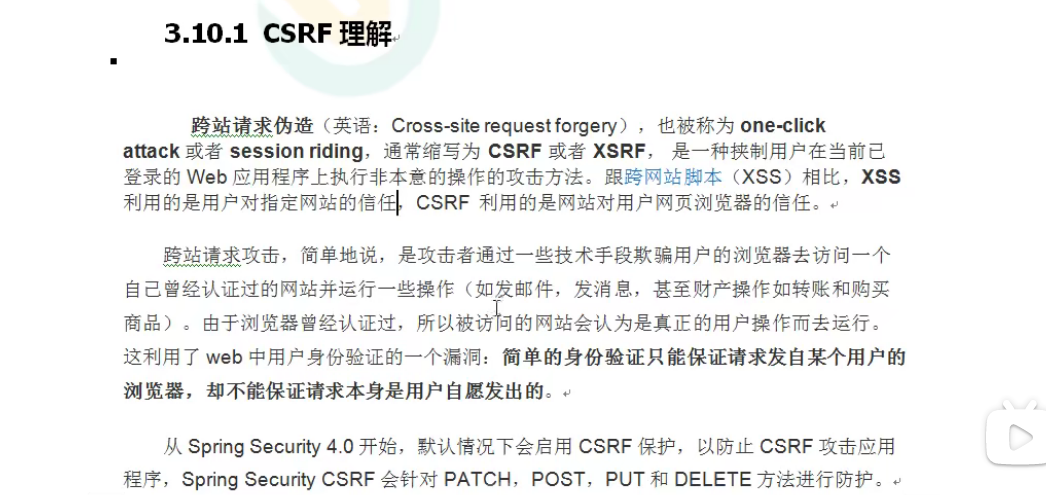 3.10.1 CSRF 理解
跨站请求伪造（英语：Cross-site request forgery），也被称为 one-click
attack 或者 session riding，通常缩写为 CSRF 或者 XSRF， 是一种挟制用户在当前已
登录的 Web 应用程序上执行非本意的操作的攻击方法。跟跨网站脚本（XSS）相比，XSS
利用的是用户对指定网站的信任，CSRF 利用的是网站对用户网页浏览器的信任。
跨站请求攻击，简单地说，是攻击者通过一些技术手段欺骗用户的浏览器去访问一个
自己曾经认证过的网站并运行一些操作（如发邮件，发消息，甚至财产操作如转账和购买
商品）。由于浏览器曾经认证过，所以被访问的网站会认为是真正的用户操作而去运行。
这利用了 web 中用户身份验证的一个漏洞：简单的身份验证只能保证请求发自某个用户的
浏览器，却不能保证请求本身是用户自愿发出的。
从 Spring Security 4.0 开始，默认情况下会启用 CSRF 保护，以防止 CSRF 攻击应用
程序，Spring Security CSRF 会针对 PATCH，POST，PUT 和 DELETE 方法进行防护。